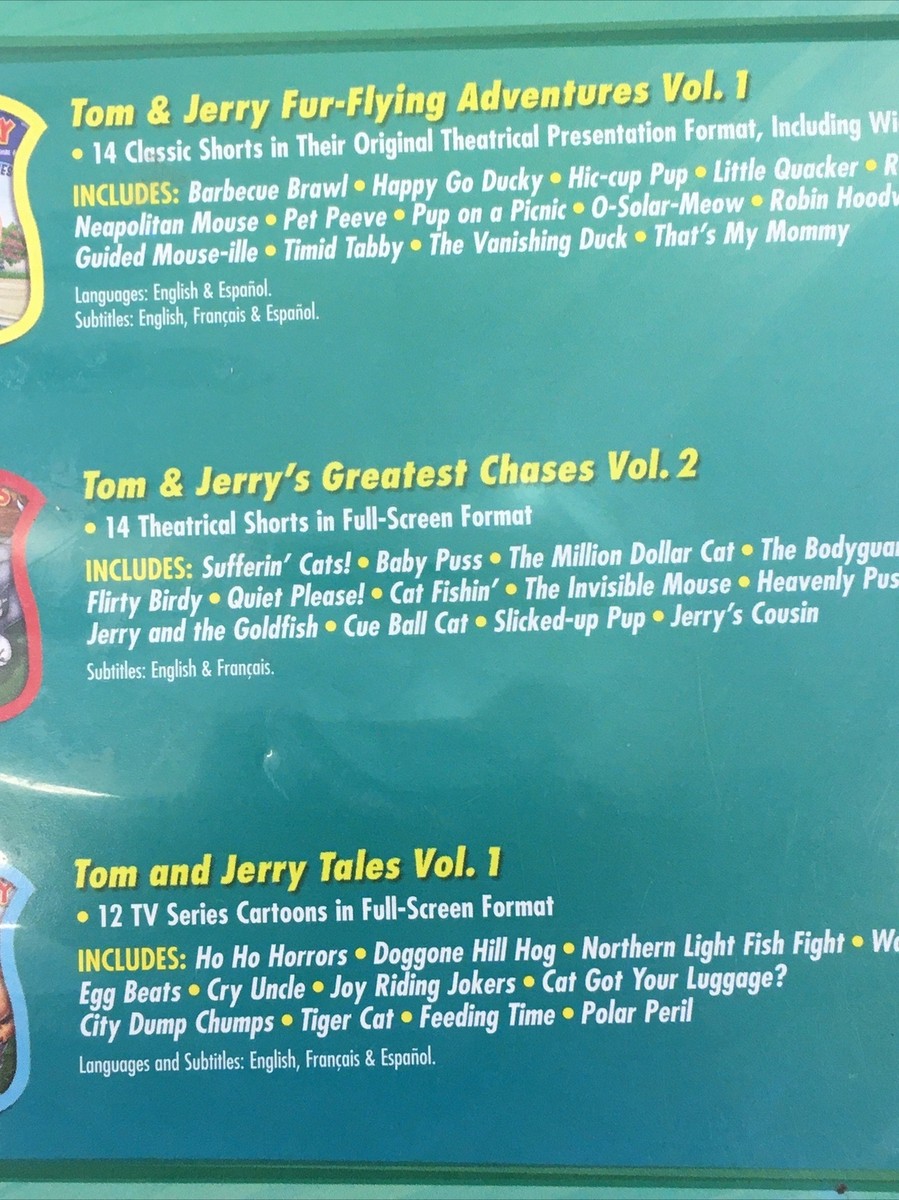 Tom & Jerry Fur-Flying Adventures Vol. 1
• 14 Classic Shorts in Their Original Theatrical Presentation Format, Including
INCLUDES: Barbecue Brawl • Happy Go Ducky • Hic-cup Pup • Little Quacker •
Neapolitan Mouse • Pet Peeve • Pup on a Picnic • O-Solar-Meow • Robin
Guided Mouse-ille • Timid Tabby • The Vanishing Duck • That's My Mommy
Languages: English & Español.
Subtitles: English, Français & Español.
Tom & Jerry's Greatest Chases Vol. 2
• 14 Theatrical Shorts in Full-Screen Format
INCLUDES: Sufferin' Cats! • Baby Puss • The Million Dollar Cat • The
Flirty Birdy • Quiet Please! • Cat Fishin' • The Invisible Mouse • Heavenly
Jerry and the Goldfish • Cue Ball Cat • Slicked-up Pup • Jerry's Cousin
Subtitles: English & Français.
Tom and Jerry Tales Vol. 1
• 12 TV Series Cartoons in Full-Screen Format
INCLUDES: Ho Ho Horrors • Doggone Hill Hog • Northern Light Fish Fight •
Egg Beats • Cry Uncle • Joy Riding Jokers • Cat Got Your Luggage?
City Dump Chumps • Tiger Cat • Feeding Time • Polar Peril
Languages and Subtitles: English, Français & Español.